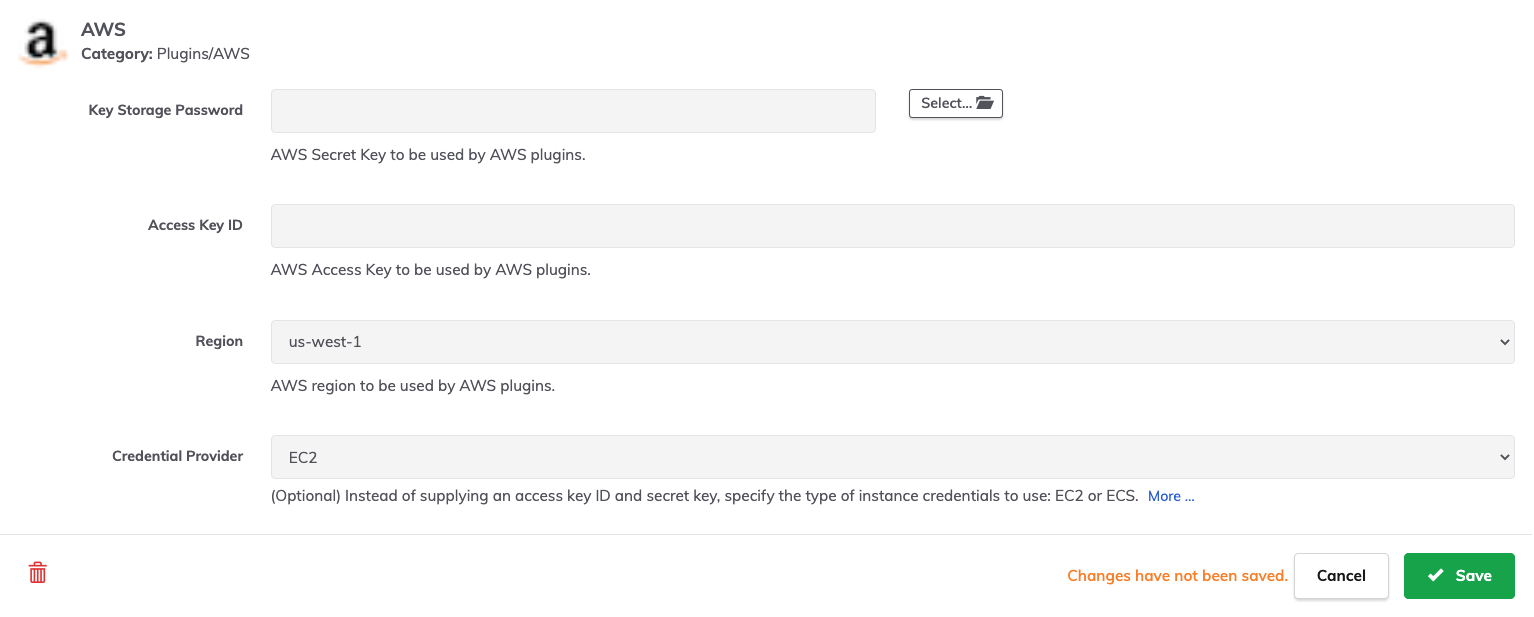 AWS
Category: Plugins/AWS
Key Storage Password
Select...
AWS Secret Key to be used by AWS plugins.
Access Key ID
AWS Access Key to be used by AWS plugins.
Region
us-west-1
AWS region to be used by AWS plugins.
Credential Provider
EC2
(Optional) Instead of supplying an access key ID and secret key, specify the type of instance credentials to use: EC2 or ECS. More ...
Changes have not been saved.
Cancel
Save